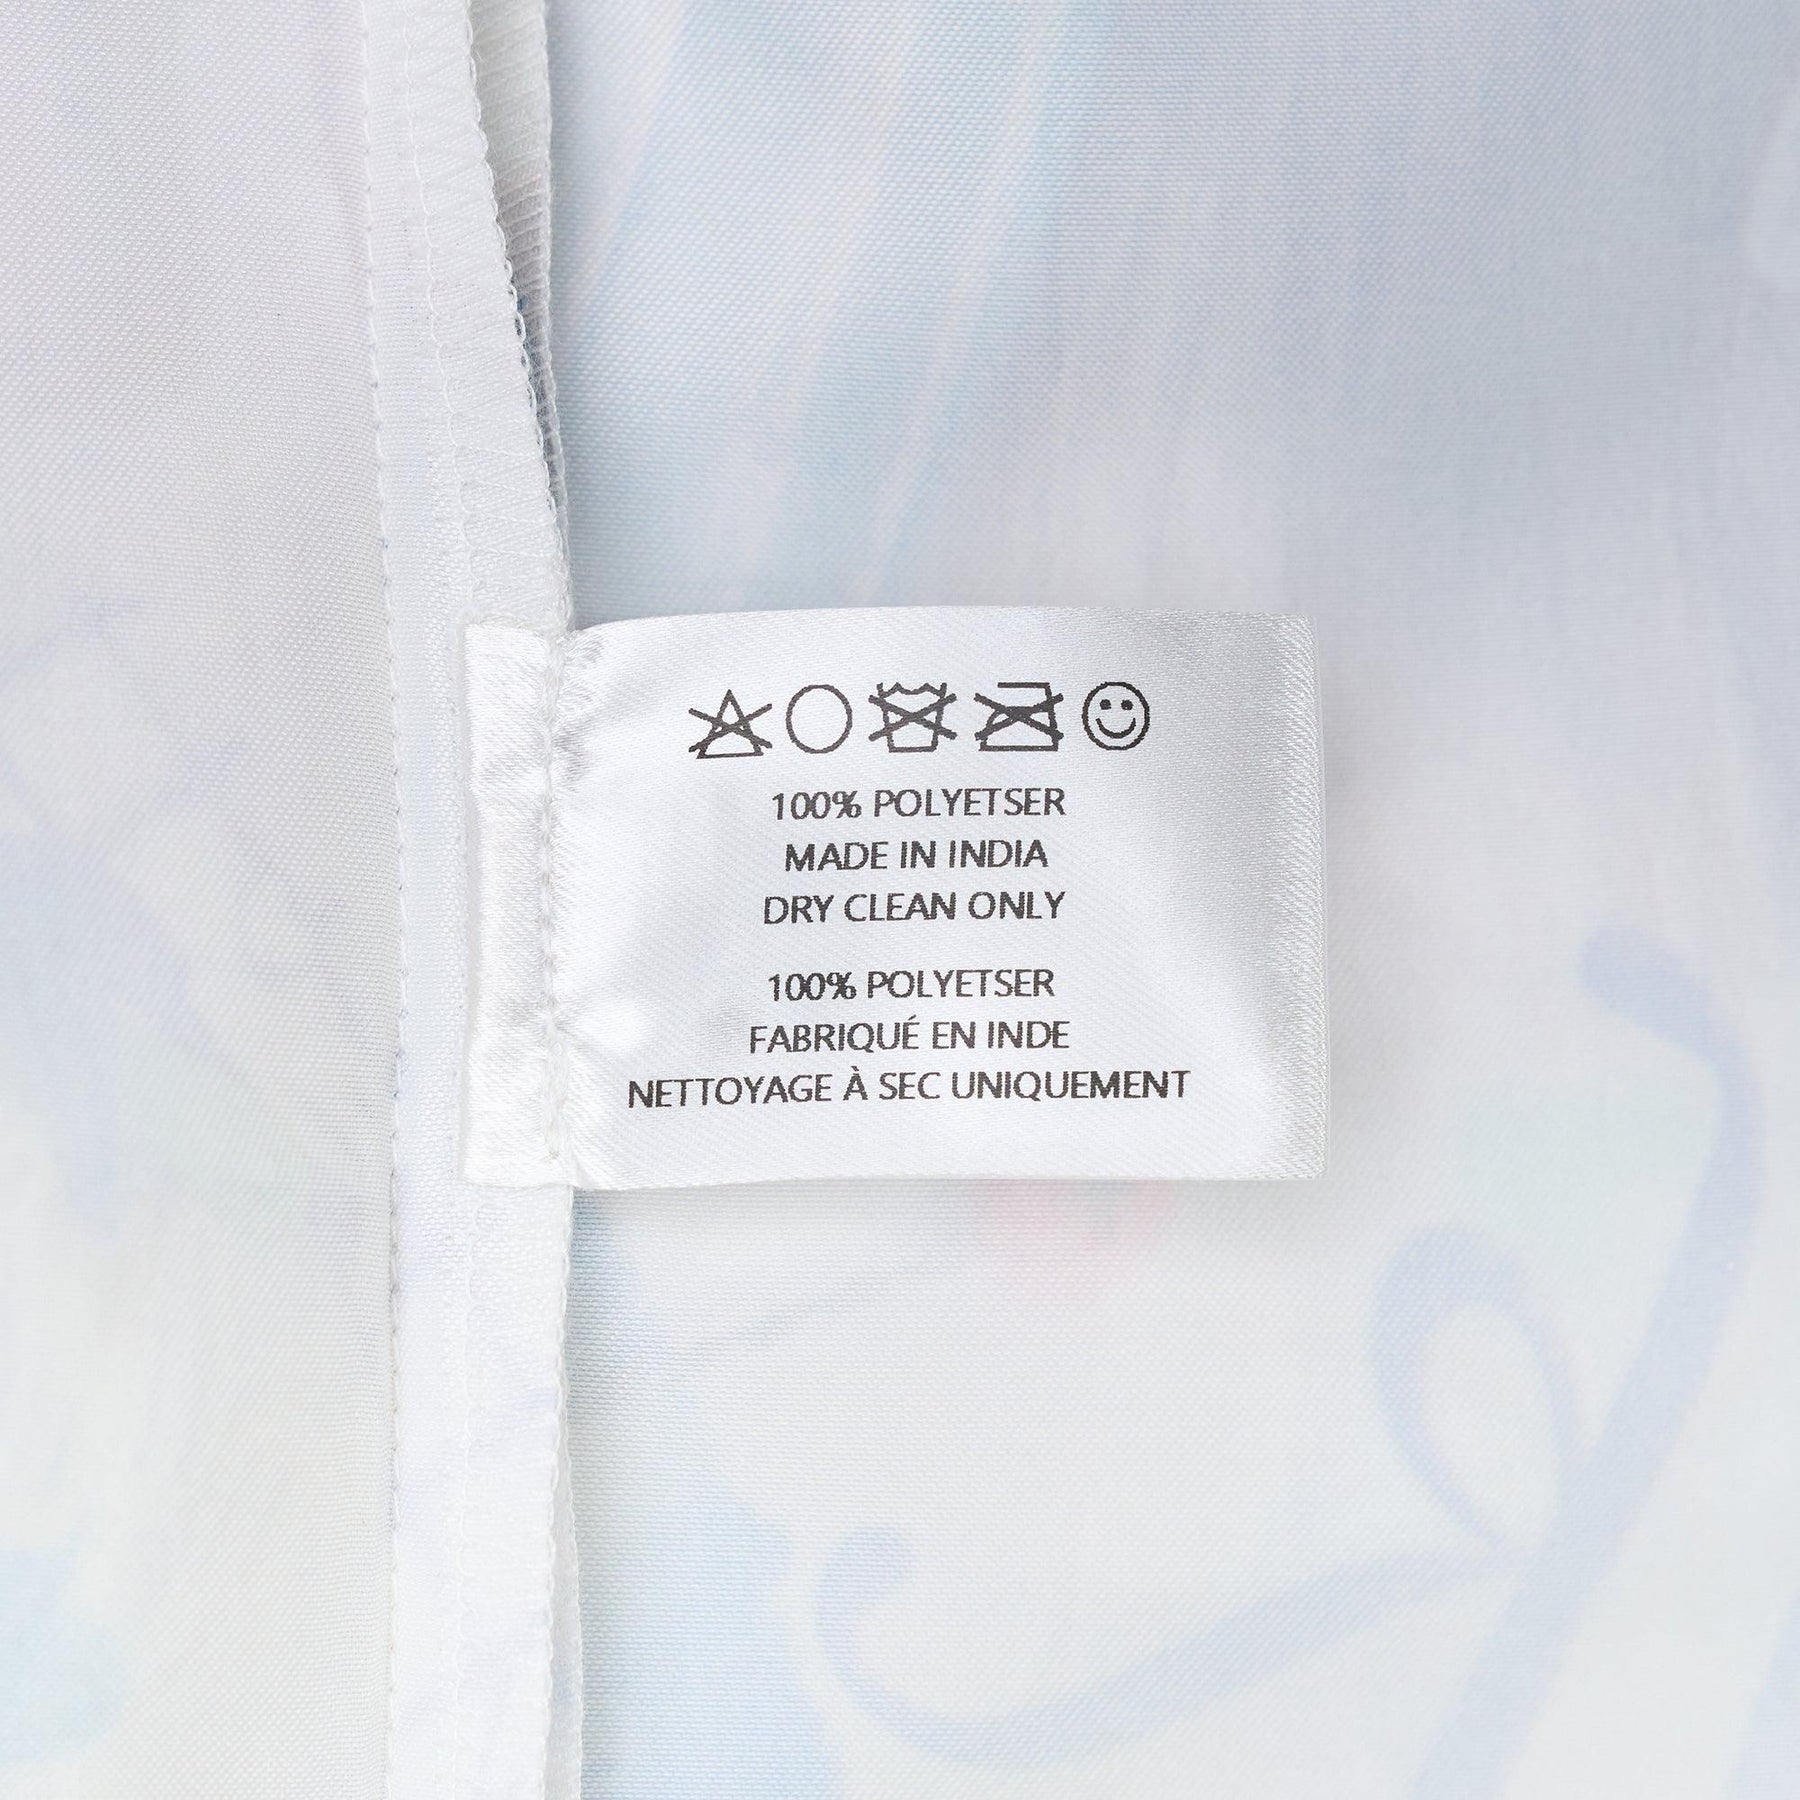 100% POLYETSER
MADE IN INDIA
DRY CLEAN ONLY
100% POLYETSER
FABRIQUÉ EN INDE
NETTOYAGE À SEC UNIQUEMENT